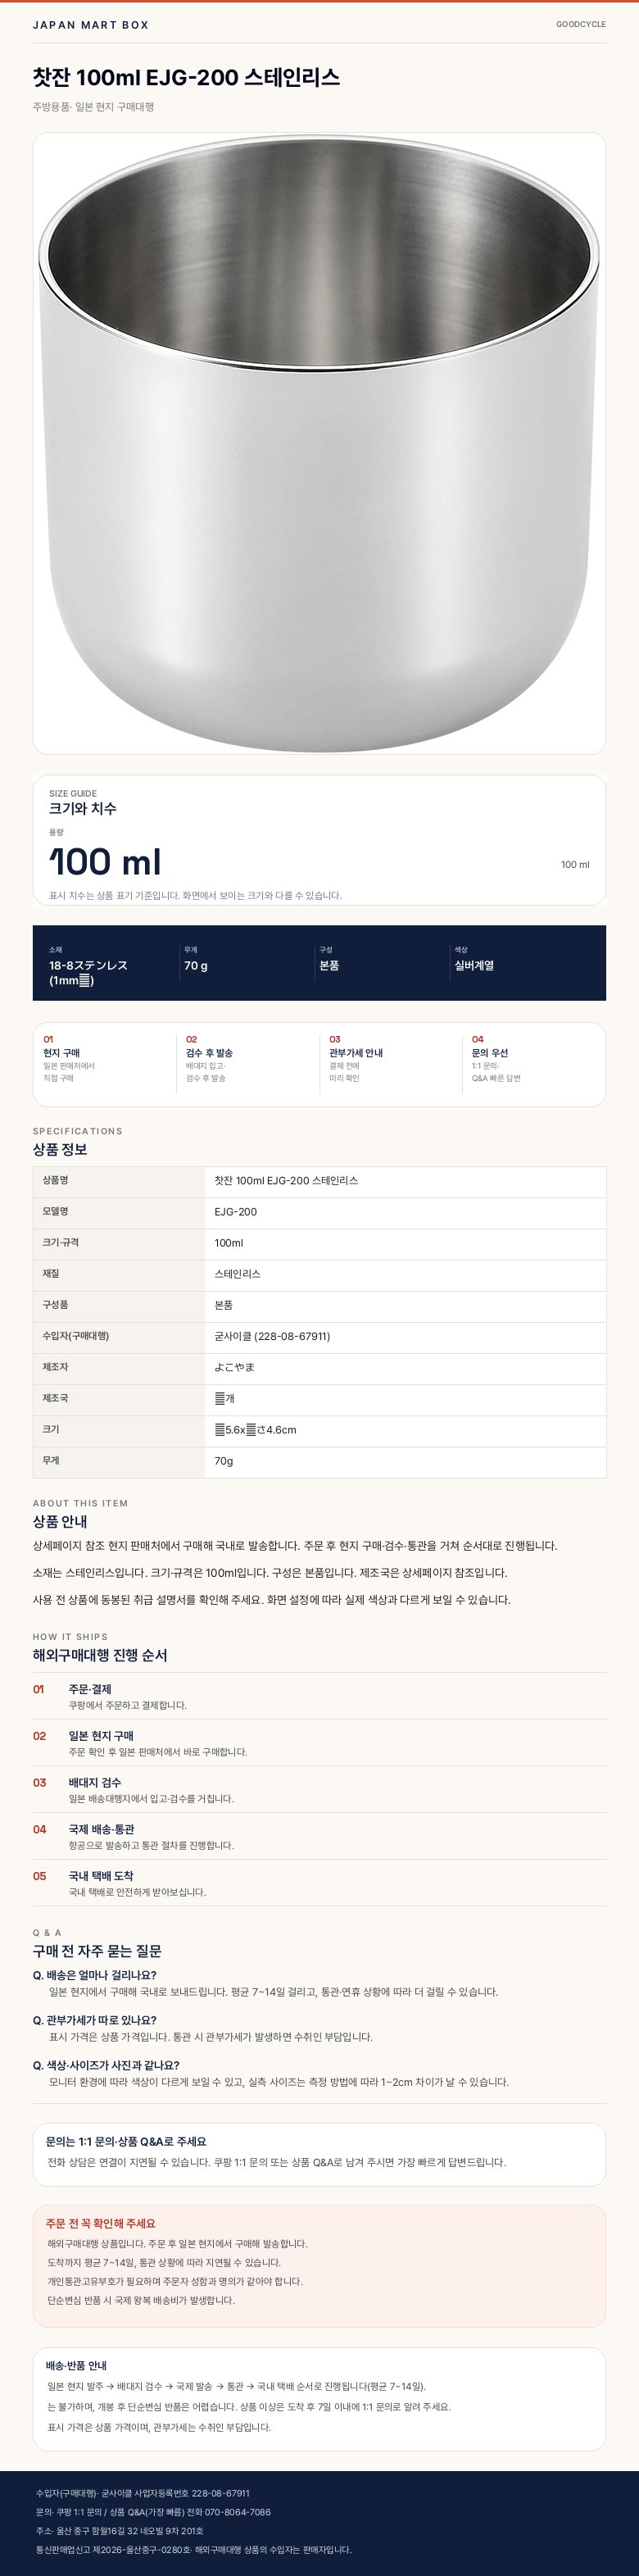 JAPAN MART BOX
GOODCYCLE
찻잔 100ml EJG-200 스테인리스
주방용품· 일본 현지 구매대행
SIZE GUIDE
크기와 치수
용량
100 ml
100 ml
표시 치수는 상품 표기 기준입니다. 화면에서 보이는 크기와 다를 수 있습니다.
소재
18-8ステンレス
(1mm)
무게
70 g
구성
본품
색상
실버계열
01
현지 구매
일본 판매처에서
직접 구매
02
검수 후 발송
배대지 입고·
검수 후 발송
03
관부가세 안내
결제 전에
미리 확인
04
문의 우선
1:1 문의·
Q&A 빠른 답변
SPECIFICATIONS
상품 정보
상품명 찻잔 100ml EJG-200 스테인리스
모델명 EJG-200
크기·규격 100ml
재질 스테인리스
구성품 본품
수입자(구매대행) 굳사이클 (228-08-67911)
제조자 よこやま
제조국 개
크기 5.6x さ4.6cm
무게 70g
ABOUT THIS ITEM
상품 안내
상세페이지 참조 현지 판매처에서 구매해 국내로 발송합니다. 주문 후 현지 구매·검수·통관을 거쳐 순서대로 진행됩니다.
소재는 스테인리스입니다. 크기·규격은 100ml입니다. 구성은 본품입니다. 제조국은 상세페이지 참조입니다.
사용 전 상품에 동봉된 취급 설명서를 확인해 주세요. 화면 설정에 따라 실제 색상과 다르게 보일 수 있습니다.
HOW IT SHIPS
해외구매대행 진행 순서
01 주문·결제
쿠팡에서 주문하고 결제합니다.
02 일본 현지 구매
주문 확인 후 일본 판매처에서 바로 구매합니다.
03 배대지 검수
일본 배송대행지에서 입고·검수를 거칩니다.
04 국제 배송·통관
항공으로 발송하고 통관 절차를 진행합니다.
05 국내 택배 도착
국내 택배로 안전하게 받아보십니다.
Q & A
구매 전 자주 묻는 질문
Q. 배송은 얼마나 걸리나요?
일본 현지에서 구매해 국내로 보내드립니다. 평균 7~14일 걸리고, 통관·연휴 상황에 따라 더 걸릴 수 있습니다.
Q. 관부가세가 따로 있나요?
표시 가격은 상품 가격입니다. 통관 시 관부가세가 발생하면 수취인 부담입니다.
Q. 색상·사이즈가 사진과 같나요?
모니터 환경에 따라 색상이 다르게 보일 수 있고, 실측 사이즈는 측정 방법에 따라 1~2cm 차이가 날 수 있습니다.
문의는 1:1 문의·상품 Q&A로 주세요
전화 상담은 연결이 지연될 수 있습니다. 쿠팡 1:1 문의 또는 상품 Q&A로 남겨 주시면 가장 빠르게 답변드립니다.
주문 전 꼭 확인해 주세요
해외구매대행 상품입니다. 주문 후 일본 현지에서 구매해 발송합니다.
도착까지 평균 7~14일, 통관 상황에 따라 지연될 수 있습니다.
개인통관고유부호가 필요하며 주문자 성함과 명의가 같아야 합니다.
단순변심 반품 시 국제 왕복 배송비가 발생합니다.
배송·반품 안내
일본 현지 발주 → 배대지 검수 → 국제 발송 → 통관 → 국내 택배 순서로 진행됩니다(평균 7~14일).
는 불가하며, 개봉 후 단순변심 반품은 어렵습니다. 상품 이상은 도착 후 7일 이내에 1:1 문의로 알려 주세요.
표시 가격은 상품 가격이며, 관부가세는 수취인 부담입니다.
수입자(구매대행)· 굳사이클 사업자등록번호 228-08-67911
문의· 쿠팡 1:1 문의 / 상품 Q&A(가장 빠름) 전화 070-8064-7086
주소· 울산 중구 함월16길 32 네오빌 9차 201호
통신판매업신고 제2026-울산중구-0280호· 해외구매대행 상품의 수입자는 판매자입니다.